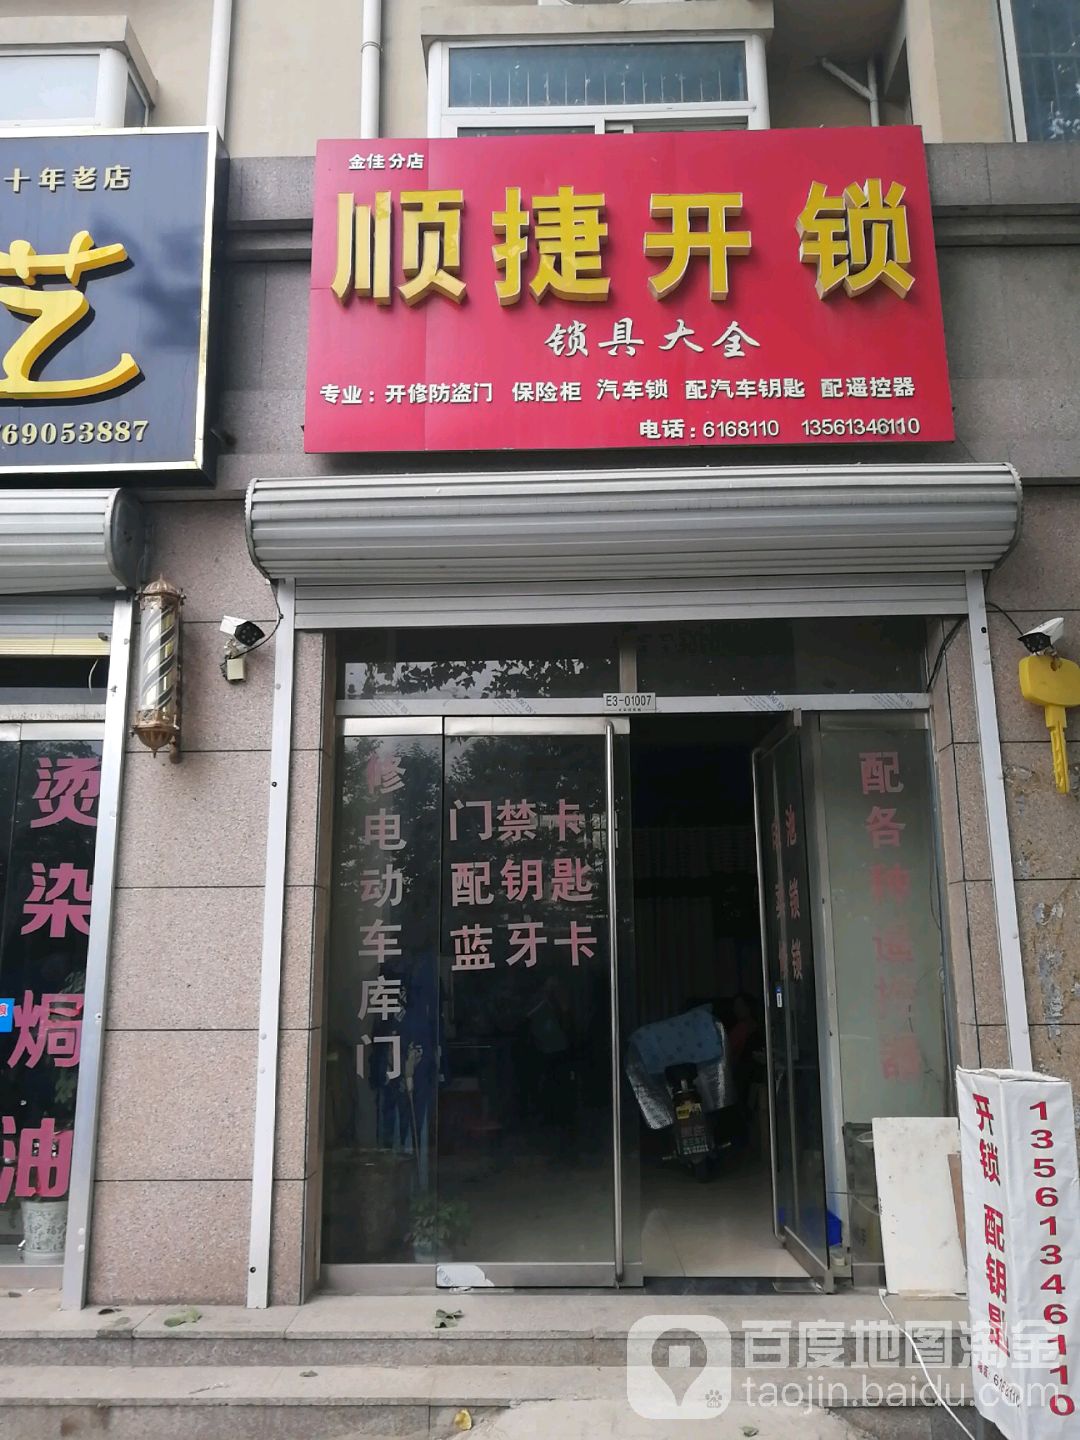 十年老店
艺
769053887
金佳分店
顺捷开锁
锁具大全
专业：开修防盗门 保险柜 汽车锁 配汽车钥匙 配遥控器
电话：6168110 13561346110
E3-01007
烫染焗油
修电动车库门
门禁卡
配钥匙
蓝牙卡
配各种遥控器
开锁 配钥匙
13561346110
6168110
百度地图淘金
taojin.baidu.com